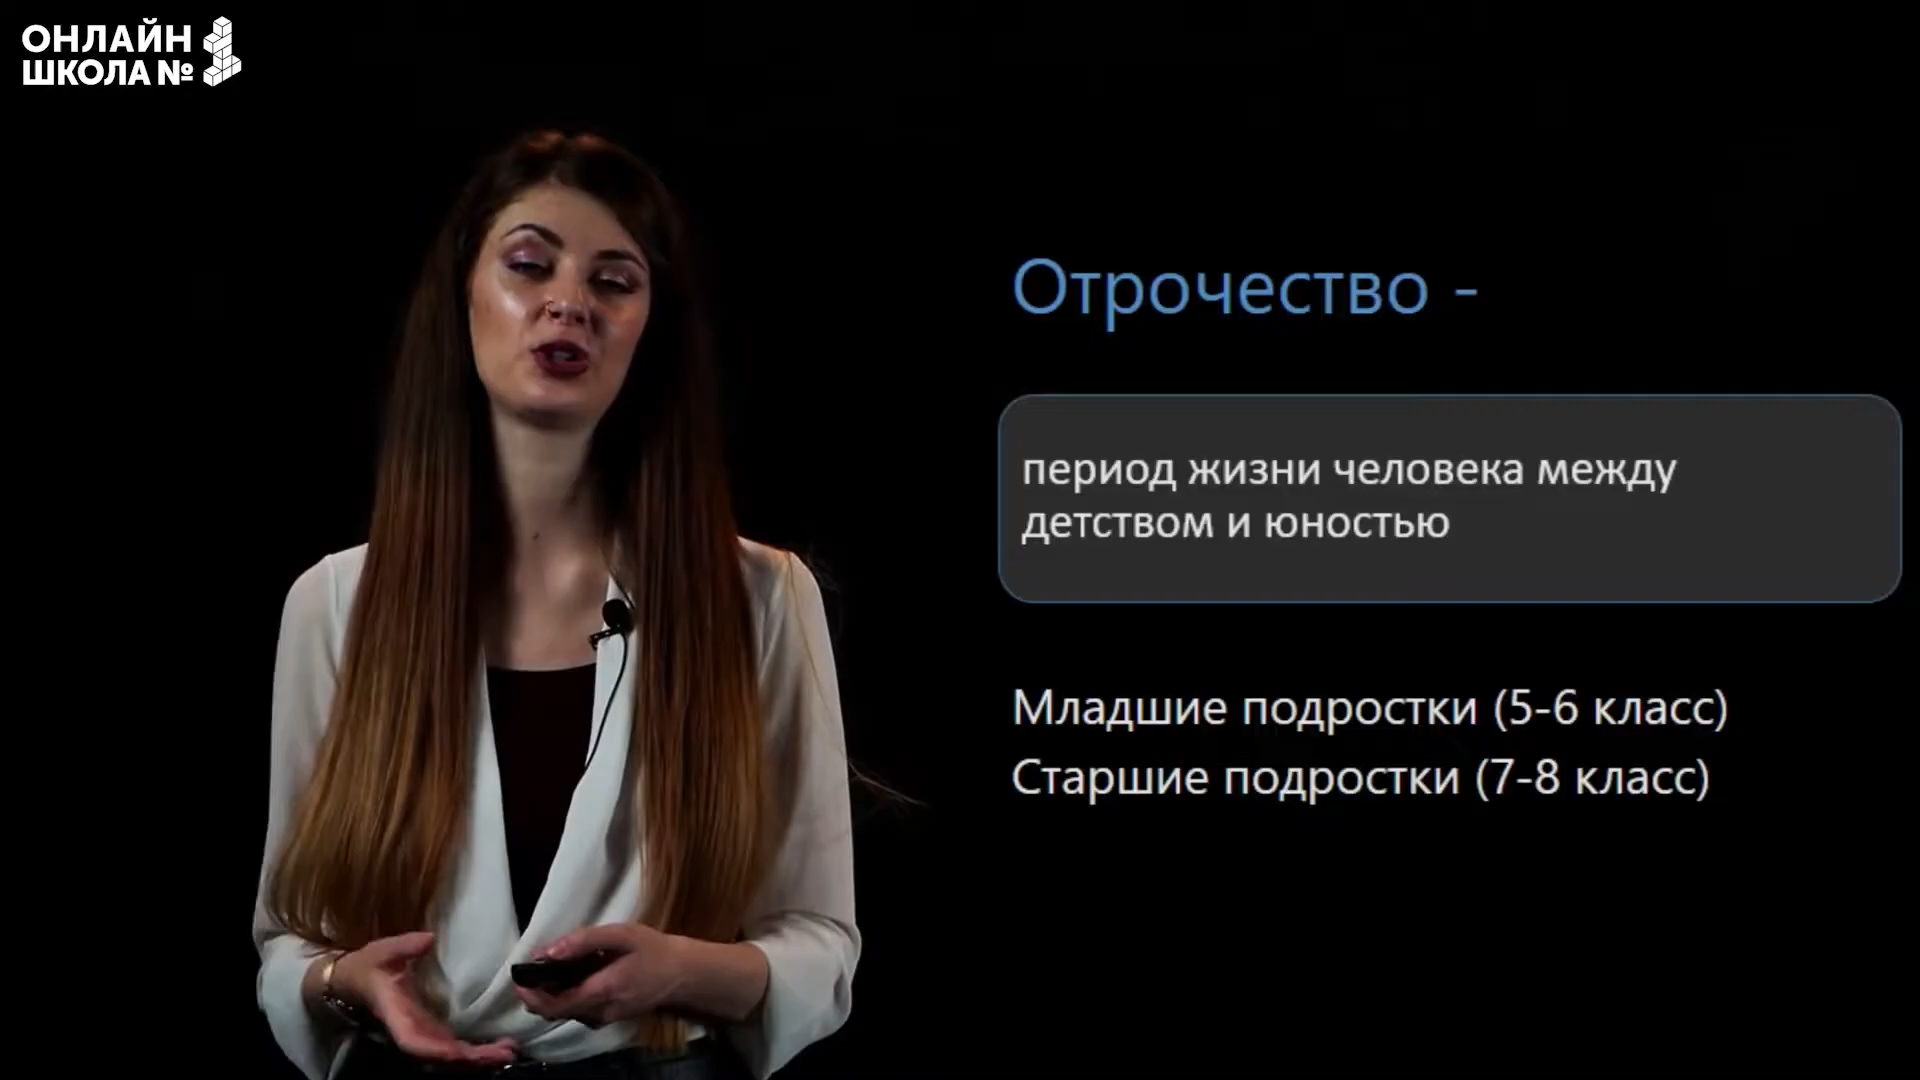 ОНЛАЙН
ШКОЛА №1
Отрочество -
период жизни человека между
детством и юностью
Младшие подростки (5-6 класс)
Старшие подростки (7-8 класс)